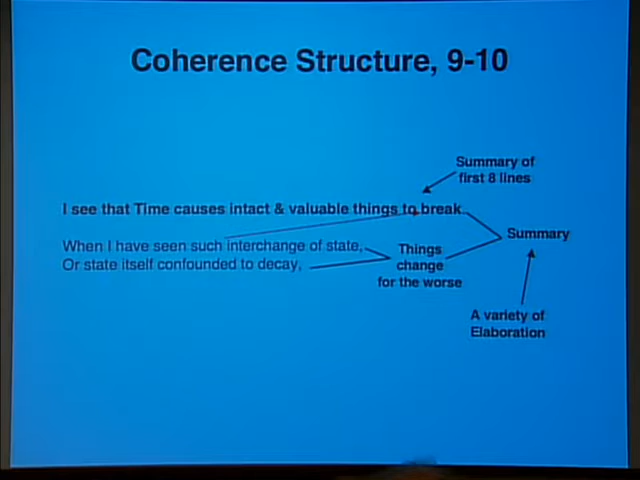 Coherence Structure, 9-10
Summary of
first 8 lines
I see that Time causes intact & valuable things to break.
Summary
When I have seen such interchange of state,
Or state itself confounded to decay,
Things
change
for the worse
A variety of
Elaboration